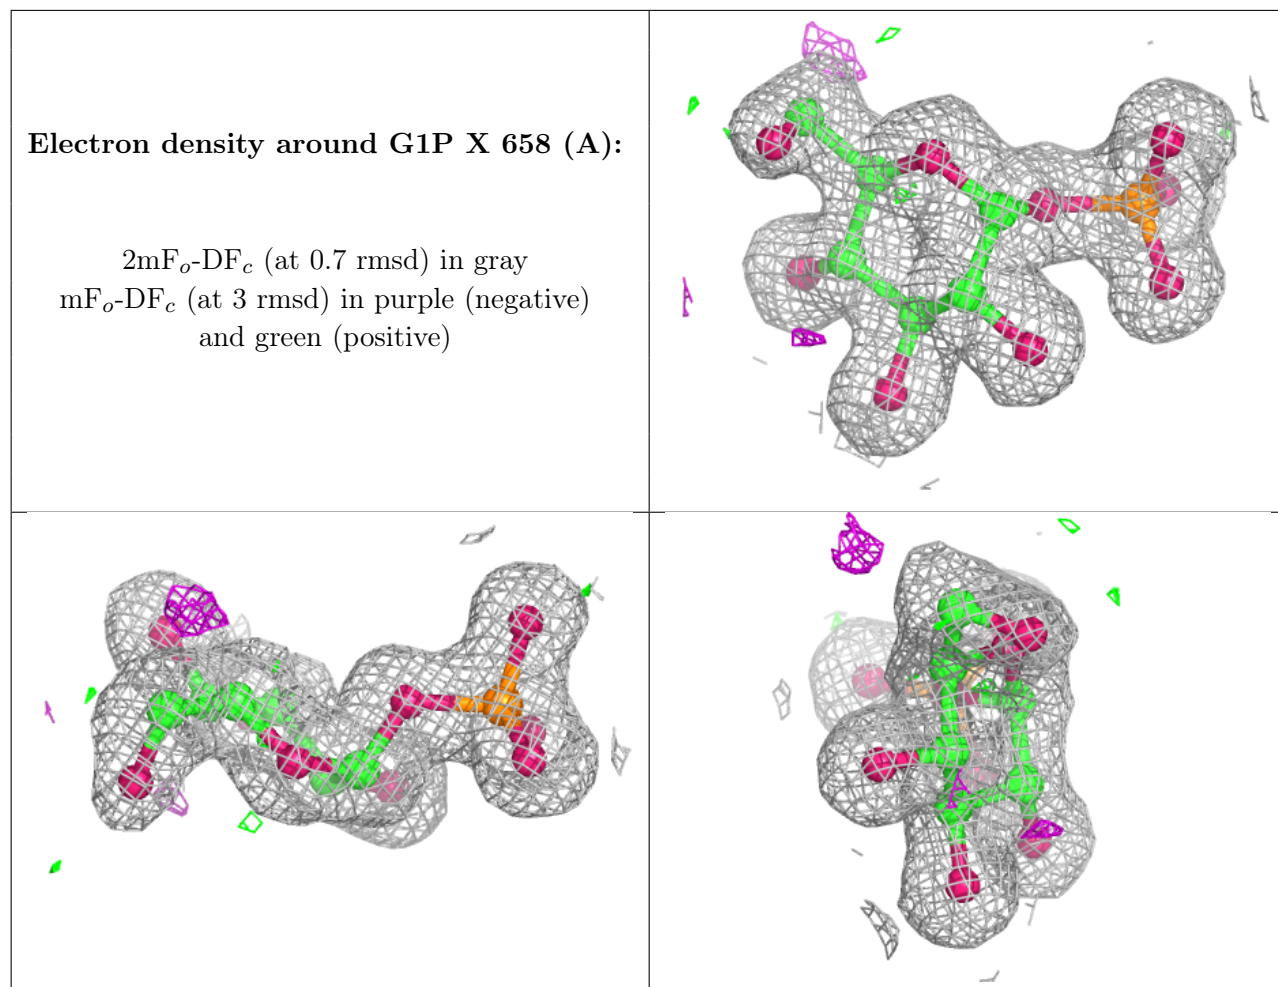 Electron density around G1P X 658 (A):
2mFₒ-DF𝒸 (at 0.7 rmsd) in gray
mFₒ-DF𝒸 (at 3 rmsd) in purple (negative)
and green (positive)